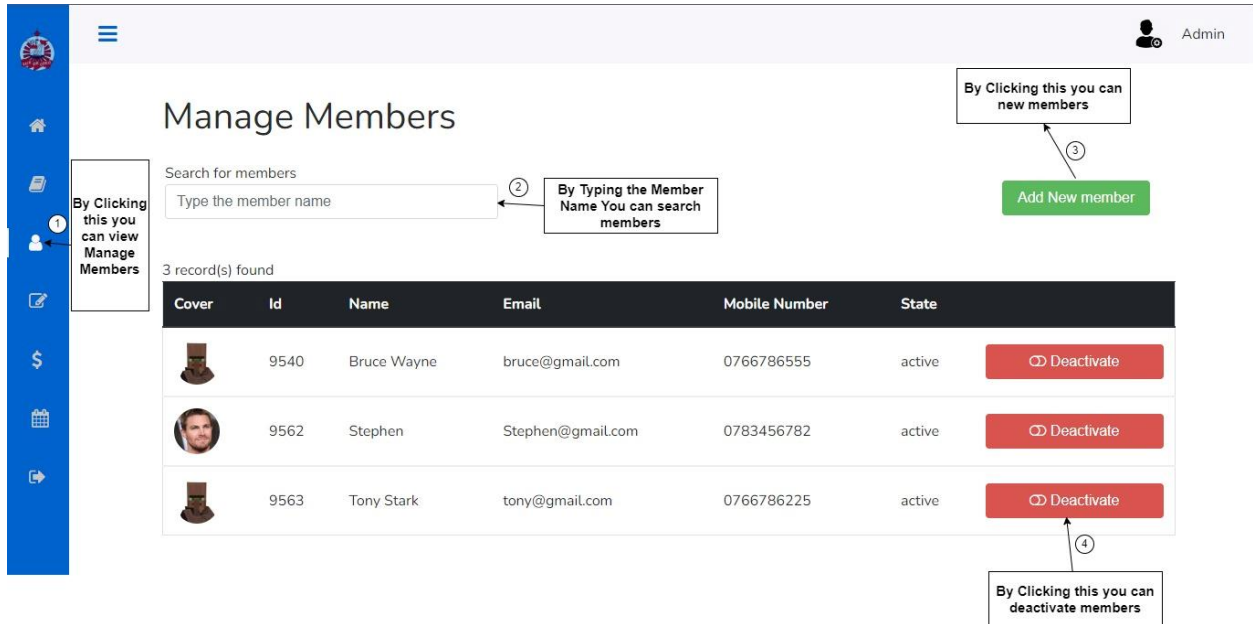 Admin
By Clicking this you can
new members
3
Manage Members
Search for members
Type the member name
2
By Typing the Member
Name You can search
members
Add New member
1
By Clicking
this you
can view
Manage
Members
3 record(s) found
Cover Id Name Email Mobile Number State
9540 Bruce Wayne bruce@gmail.com 0766786555 active Deactivate
9562 Stephen Stephen@gmail.com 0783456782 active Deactivate
9563 Tony Stark tony@gmail.com 0766786225 active Deactivate
4
By Clicking this you can
deactivate members